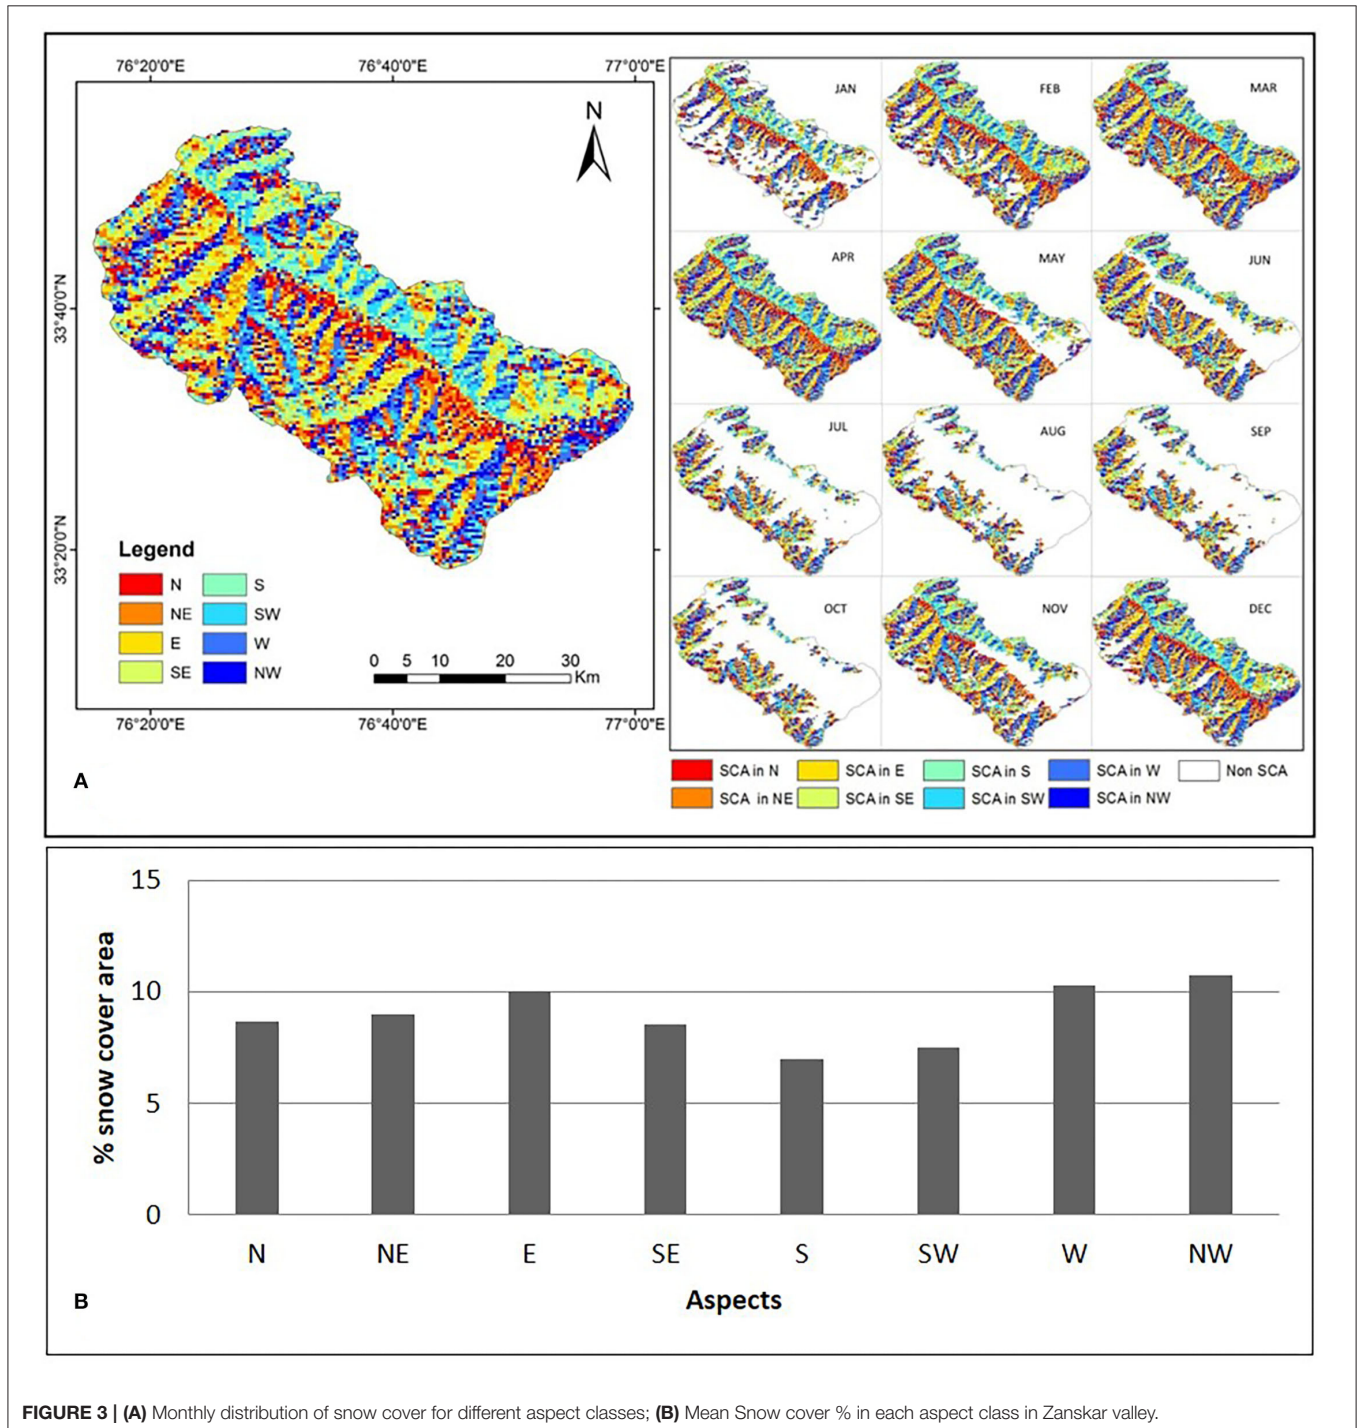 76°20'0"E 76°40'0"E 77°0'0"E
N
33°40'0"N
33°20'0"N
Legend
N S
NE SW
E W
SE NW
0 5 10 20 30
Km
76°20'0"E 76°40'0"E 77°0'0"E
A
JAN FEB MAR
APR MAY JUN
JUL AUG SEP
OCT NOV DEC
SCA in N SCA in E SCA in S SCA in W Non SCA
SCA in NE SCA in SE SCA in SW SCA in NW
% snow cover area
15
10
5
0
N NE E SE S SW W NW
Aspects
B
FIGURE 3 | (A) Monthly distribution of snow cover for different aspect classes; (B) Mean Snow cover % in each aspect class in Zanskar valley.